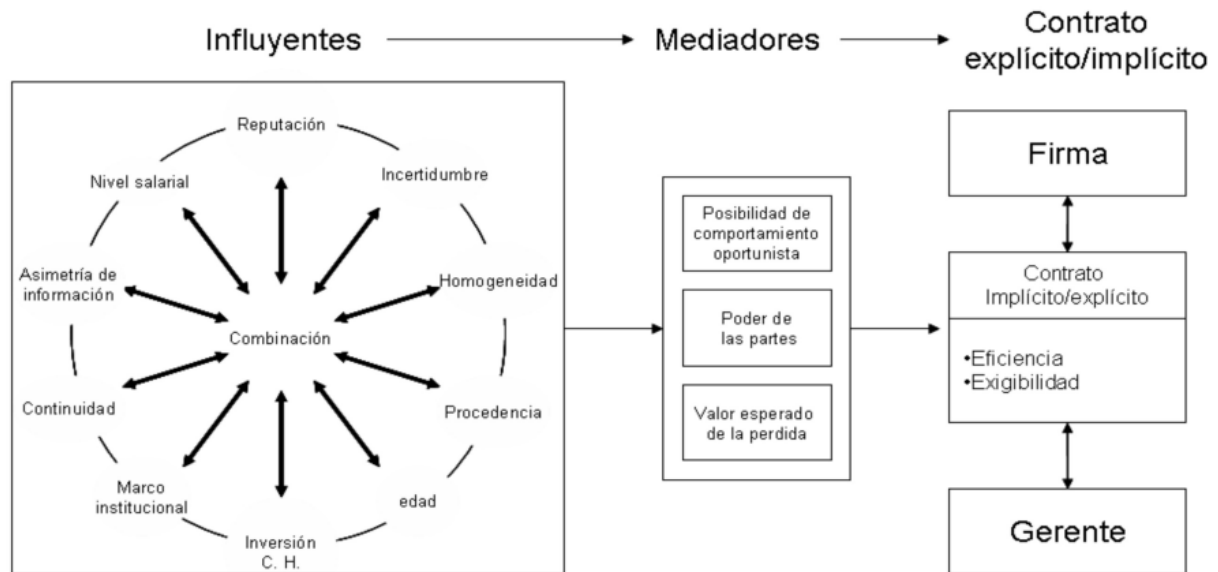 Influyentes
Mediadores
Contrato
explícito/implícito
Reputación
Incertidumbre
Homogeneidad
Procedencia
edad
Inversión
C. H.
Marco
institucional
Continuidad
Asimetría de
información
Nivel salarial
Combinación
Posibilidad de
comportamiento
oportunista
Poder de
las partes
Valor esperado
de la perdida
Firma
Contrato
Implícito/explícito
•Eficiencia
•Exigibilidad
Gerente